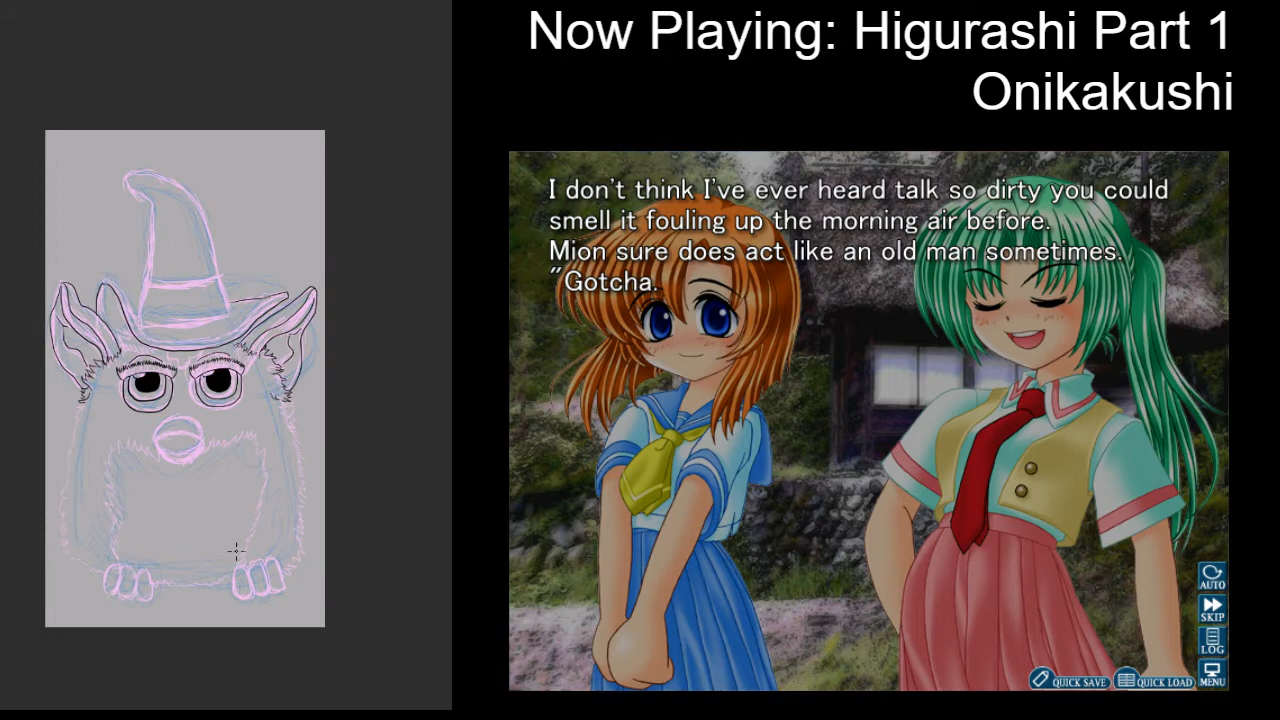 Now Playing: Higurashi Part 1
Onikakushi
I don't think I've ever heard talk so dirty you could
smell it fouling up the morning air before.
Mion sure does act like an old man sometimes.
"Gotcha.
AUTO
SKIP
LOG
MENU
QUICK SAVE
QUICK LOAD